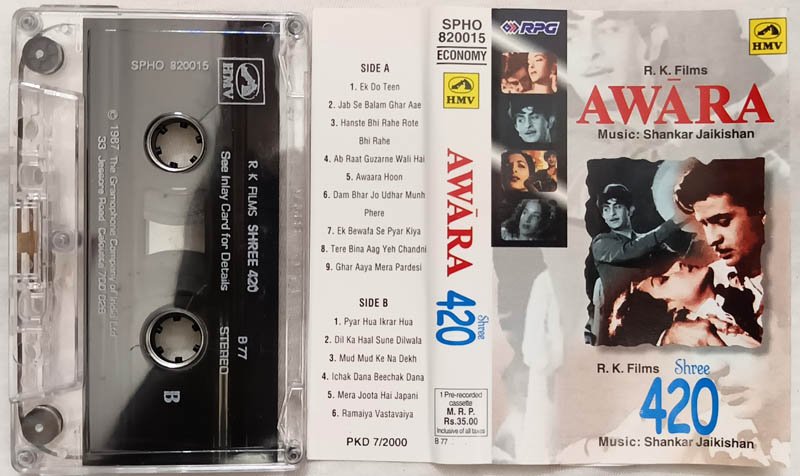 SPHO 820015
HMV
© 1987 The Gramophone Company of India Ltd.
33, Jessore Road, Calcutta 700 028
R K FILMS SHREE 420
See Inlay Card for Details
B 77
STEREO
B
SIDE A
1. Ek Do Teen
2. Jab Se Balam Ghar Aae
3. Hanste Bhi Rahe Rote
Bhi Rahe
4. Ab Raat Guzarne Wali Hai
5. Awaara Hoon
6. Dam Bhar Jo Udhar Munh
Phere
7. Ek Bewafa Se Pyar Kiya
8. Tere Bina Aag Yeh Chandni
9. Ghar Aaya Mera Pardesi
SIDE B
1. Pyar Hua Ikrar Hua
2. Dil Ka Haal Sune Dilwala
3. Mud Mud Ke Na Dekh
4. Ichak Dana Beechak Dana
5. Mera Joota Hai Japani
6. Ramaiya Vastavaiya
PKD 7/2000
SPHO
820015
ECONOMY
HMV
AWĀRA
Shree
420
1 Pre-recorded
cassette
M. R. P.
Rs.35.00
Inclusive of all taxes
B 77
RPG
HMV
R. K. Films
AWĀRA
Music: Shankar Jaikishan
R. K. Films Shree
420
Music: Shankar Jaikishan